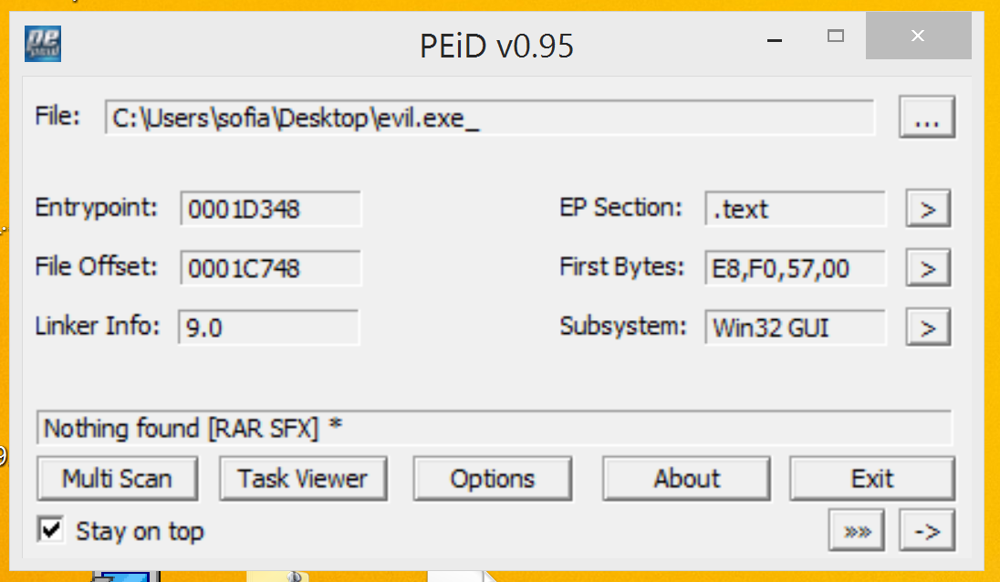 PEiD v0.95
File: C:\Users\sofia\Desktop\evil.exe_ ...
Entrypoint: 0001D348 EP Section: .text >
File Offset: 0001C748 First Bytes: E8,F0,57,00 >
Linker Info: 9.0 Subsystem: Win32 GUI >
Nothing found [RAR SFX] *
Multi Scan Task Viewer Options About Exit
Stay on top »» ->
9